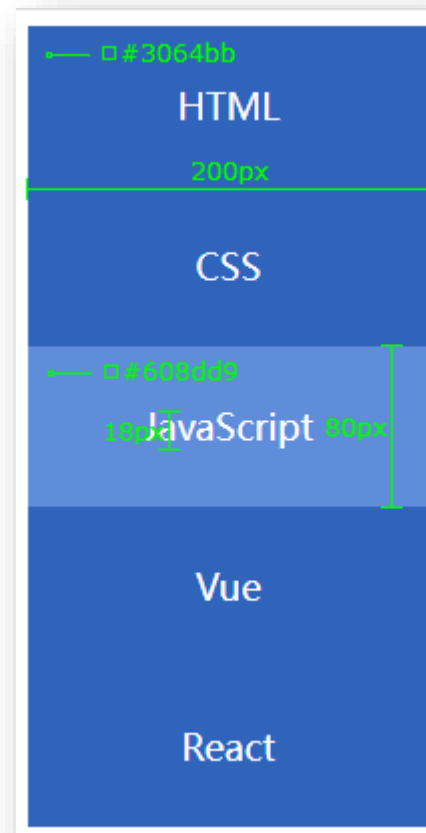 #3064bb
HTML
200px
CSS
#608dd9
18px
JavaScript
80px
Vue
React